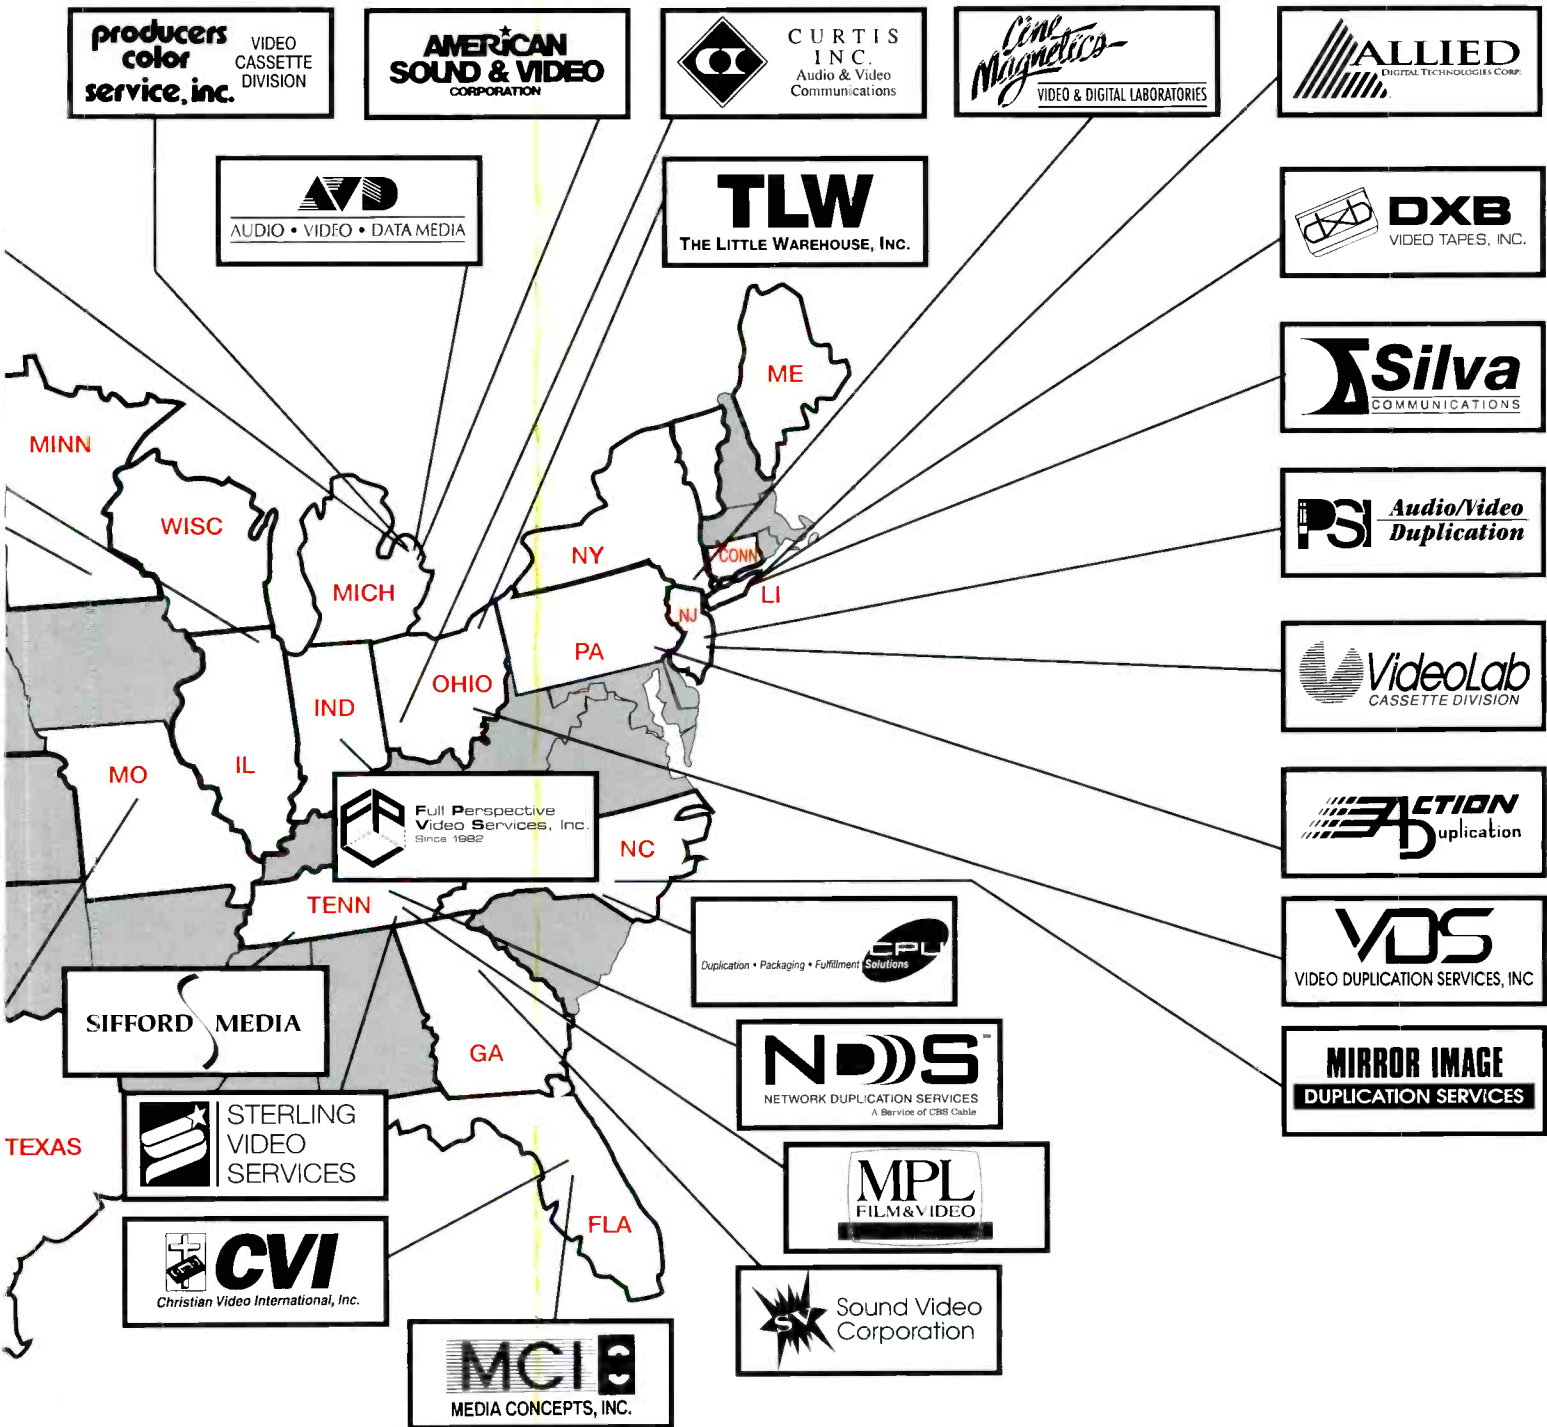 producers
color
service, inc.
VIDEO
CASSETTE
DIVISION
AMERICAN
SOUND & VIDEO
CORPORATION
CURTIS
INC.
Audio & Video
Communications
Cine
Magnetics
VIDEO & DIGITAL LABORATORIES
ALLIED
DIGITAL TECHNOLOGIES CORP.
AVD
AUDIO • VIDEO • DATA MEDIA
TLW
THE LITTLE WAREHOUSE, INC.
dxb
DXB
VIDEO TAPES, INC.
Silva
COMMUNICATIONS
PSI
Audio/Video
Duplication
VideoLab
CASSETTE DIVISION
ACTION
Duplication
VDS
VIDEO DUPLICATION SERVICES, INC
MIRROR IMAGE
DUPLICATION SERVICES
ME
MINN
WISC
MICH
NY
CONN
LI
NJ
PA
OHIO
IND
IL
MO
Full Perspective
Video Services, Inc.
Since 1982
NC
TENN
CPU
Duplication • Packaging • Fulfillment Solutions
SIFFORD MEDIA
GA
NDS™
NETWORK DUPLICATION SERVICES
A Service of CBS Cable
STERLING
VIDEO
SERVICES
TEXAS
MPL
FILM&VIDEO
FLA
CVI
Christian Video International, Inc.
SV
Sound Video
Corporation
MCI
MEDIA CONCEPTS, INC.